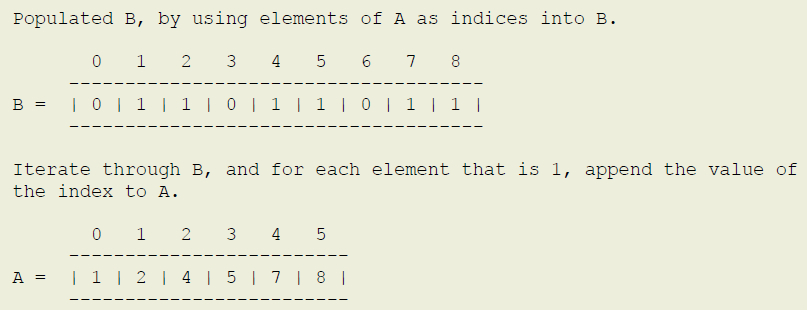 Populated B, by using elements of A as indices into B.
0 1 2 3 4 5 6 7 8
-------------------------------------
B = | 0 | 1 | 1 | 0 | 1 | 1 | 0 | 1 | 1 |
-------------------------------------
Iterate through B, and for each element that is 1, append the value of
the index to A.
0 1 2 3 4 5
-------------------------
A = | 1 | 2 | 4 | 5 | 7 | 8 |
-------------------------